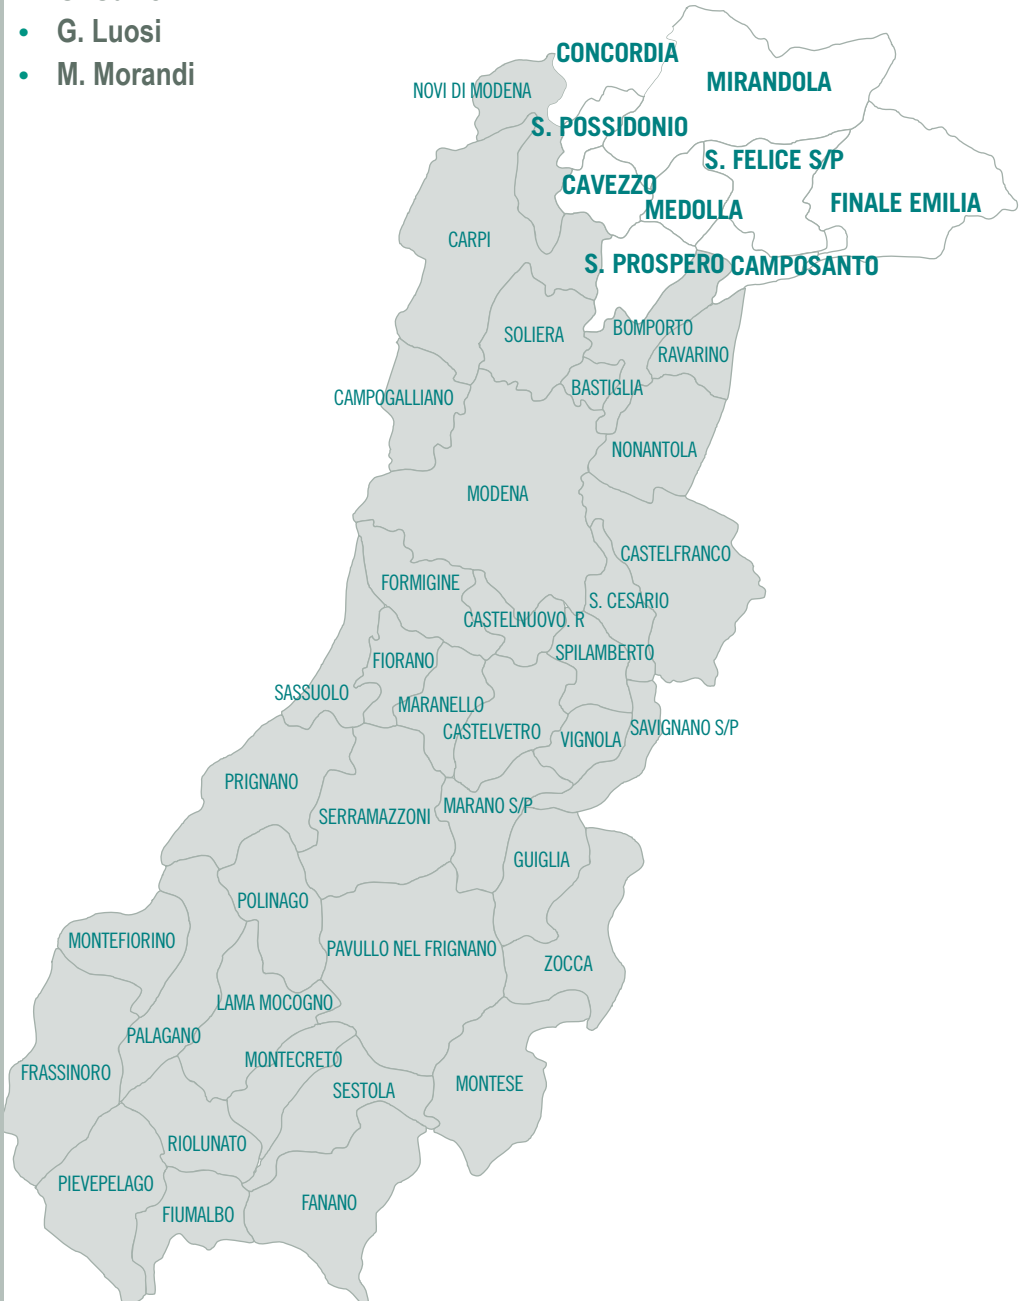 • G. Luosi
• M. Morandi
CONCORDIA
MIRANDOLA
NOVI DI MODENA
S. POSSIDONIO
S. FELICE S/P
CAVEZZO
MEDOLLA
FINALE EMILIA
CARPI
S. PROSPERO
CAMPOSANTO
SOLIERA
BOMPORTO
RAVARINO
BASTIGLIA
CAMPOGALLIANO
NONANTOLA
MODENA
CASTELFRANCO
FORMIGINE
S. CESARIO
CASTELNUOVO. R
SPILAMBERTO
FIORANO
SASSUOLO
MARANELLO
CASTELVETRO
VIGNOLA
SAVIGNANO S/P
PRIGNANO
SERRAMAZZONI
MARANO S/P
GUIGLIA
POLINAGO
MONTEFIORINO
PAVULLO NEL FRIGNANO
ZOCCA
LAMA MOCOGNO
PALAGANO
MONTECRETO
FRASSINORO
SESTOLA
MONTESE
RIOLUNATO
PIEVEPELAGO
FIUMALBO
FANANO